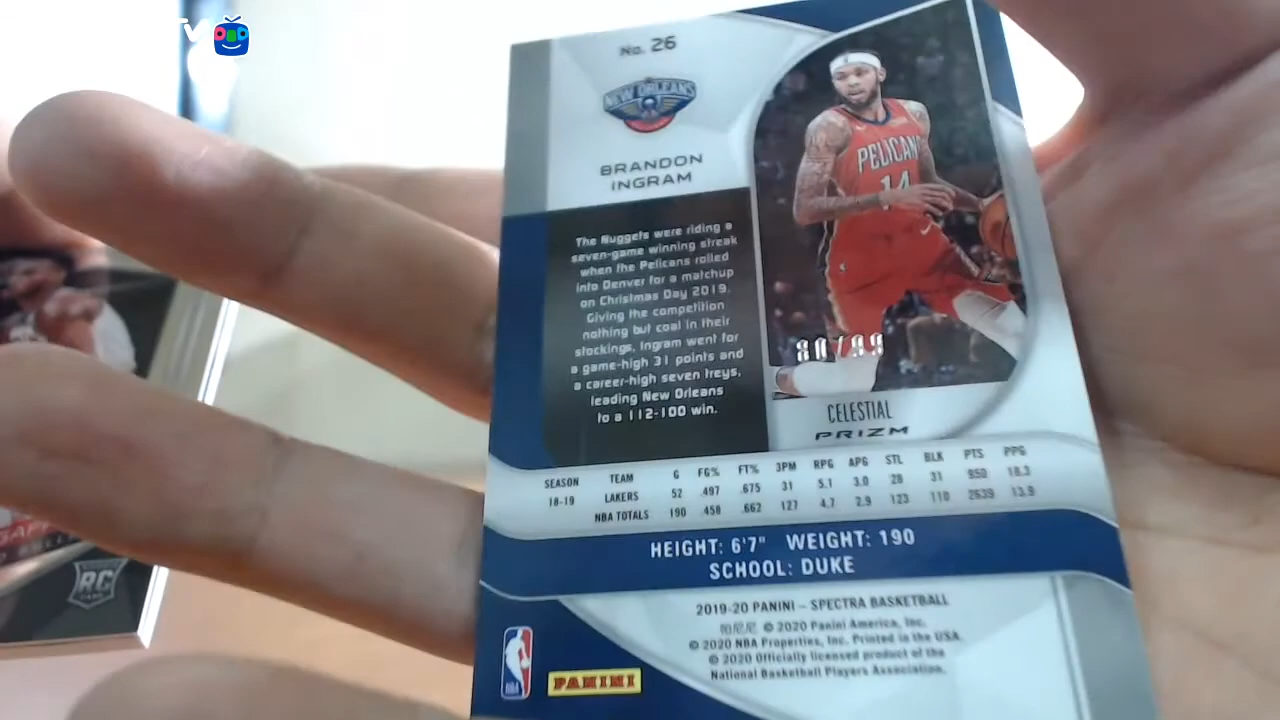 TV
No. 26
NEW ORLEANS
BRANDON
INGRAM
The Nuggets were riding a
seven-game winning streak
when the Pelicans rolled
into Denver for a matchup
on Christmas Day 2019.
Giving the competition
nothing but coal in their
stockings, Ingram went for
a game-high 31 points and
a career-high seven treys,
leading New Orleans
to a 112-100 win.
PELICANS
14
CELESTIAL
PRIZM
SEASON TEAM G FG% FT% 3PM RPG APG STL BLK PTS PPG
18-19 LAKERS 52 .497 .675 31 5.1 3.0 28 31 950 18.3
NBA TOTALS 190 .458 .662 127 4.7 2.9 123 110 2639 13.9
HEIGHT: 6'7" WEIGHT: 190
SCHOOL: DUKE
2019-20 PANINI – SPECTRA BASKETBALL
帕尼尼 © 2020 Panini America, Inc.
© 2020 NBA Properties, Inc. Printed in the USA.
© 2020 Officially licensed product of the
National Basketball Players Association.
NBA
PANINI
RC